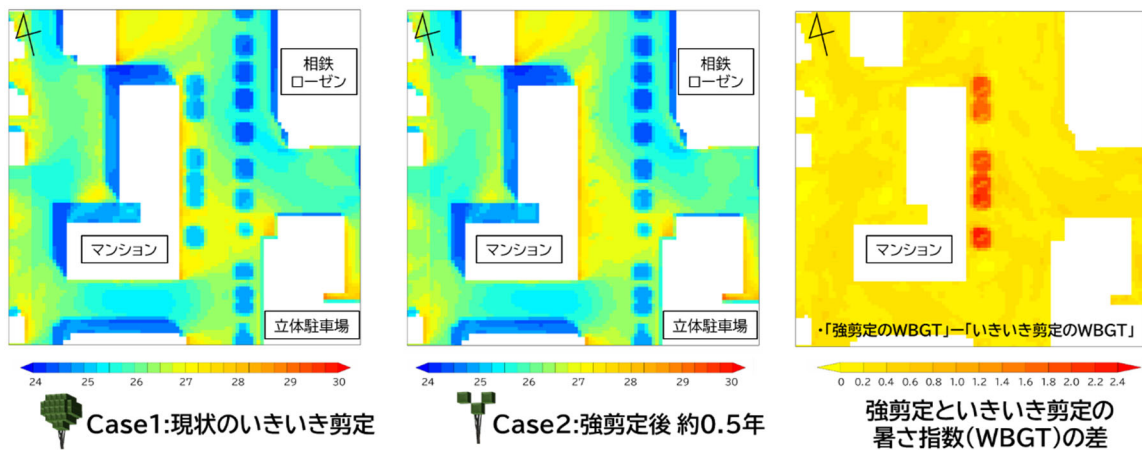 相鉄
ローゼン
マンション
立体駐車場
24 25 26 27 28 29 30
Case1:現状のいきいき剪定
相鉄
ローゼン
マンション
立体駐車場
24 25 26 27 28 29 30
Case2:強剪定後 約0.5年
マンション
・「強剪定のWBGT」ー「いきいき剪定のWBGT」
0 0.2 0.4 0.6 0.8 1.0 1.2 1.4 1.6 1.8 2.0 2.2 2.4
強剪定といきいき剪定の
暑さ指数(WBGT)の差